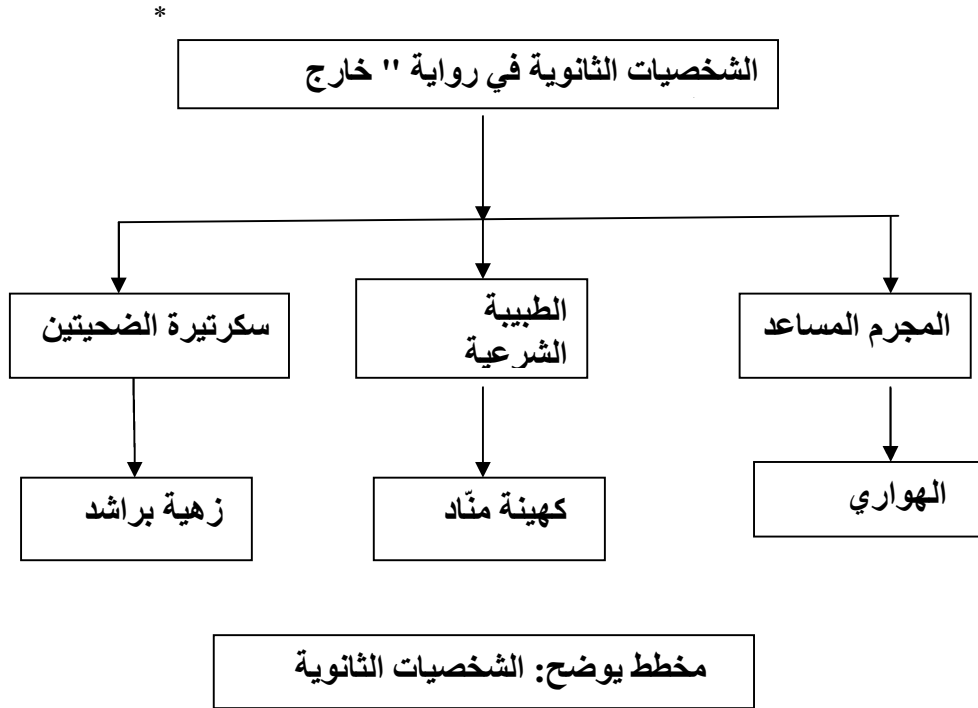 *
الشخصيات الثانوية في رواية " خارج
المجرم المساعد
الطبيبة
الشرعية
سكرتيرة الضحيتين
الهواري
كهينة منّاد
زهية براشد
مخطط يوضح: الشخصيات الثانوية